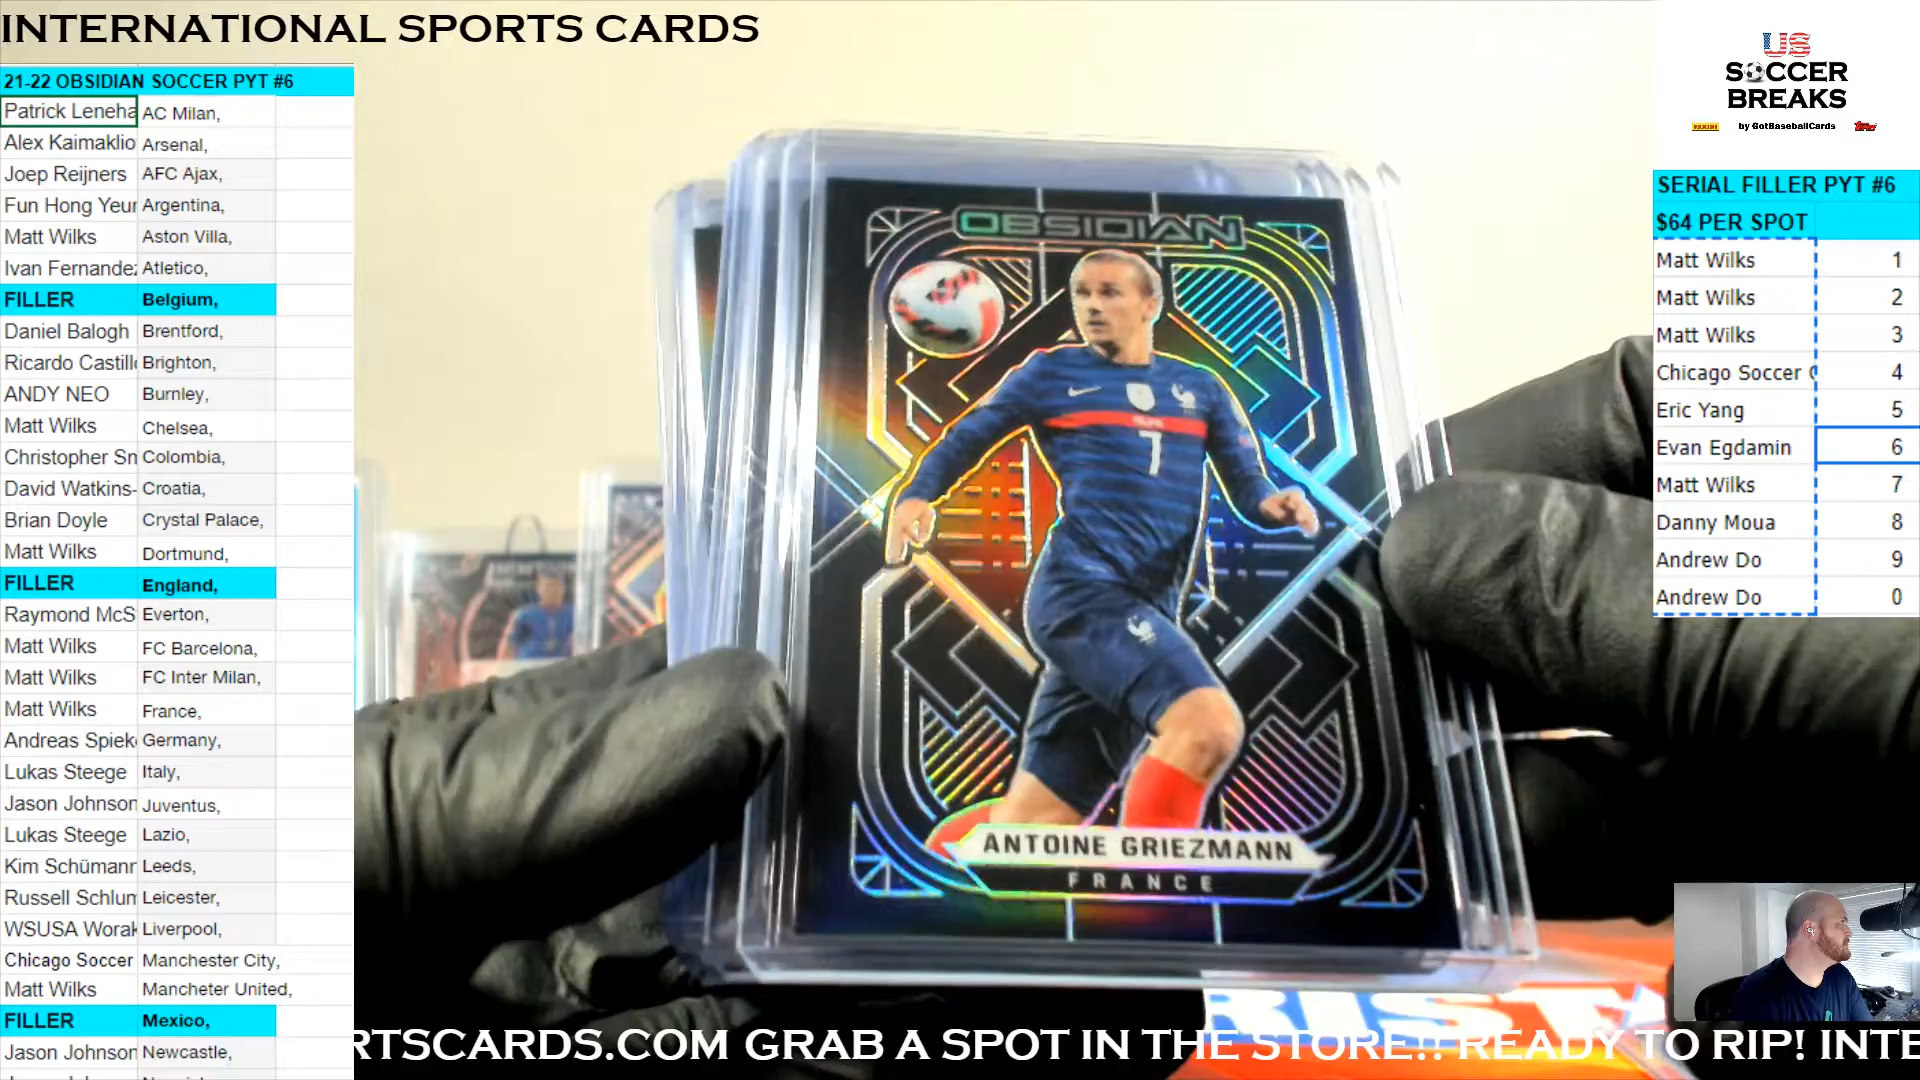 INTERNATIONAL SPORTS CARDS
21-22 OBSIDIAN SOCCER PYT #6
Patrick Leneha AC Milan,
Alex Kaimaklio Arsenal,
Joep Reijners AFC Ajax,
Fun Hong Yeur Argentina,
Matt Wilks Aston Villa,
Ivan Fernandez Atletico,
FILLER Belgium,
Daniel Balogh Brentford,
Ricardo Castill Brighton,
ANDY NEO Burnley,
Matt Wilks Chelsea,
Christopher Sn Colombia,
David Watkins- Croatia,
Brian Doyle Crystal Palace,
Matt Wilks Dortmund,
FILLER England,
Raymond McS Everton,
Matt Wilks FC Barcelona,
Matt Wilks FC Inter Milan,
Matt Wilks France,
Andreas Spiek Germany,
Lukas Steege Italy,
Jason Johnson Juventus,
Lukas Steege Lazio,
Kim Schümann Leeds,
Russell Schlum Leicester,
WSUSA Worak Liverpool,
Chicago Soccer Manchester City,
Matt Wilks Mancheter United,
FILLER Mexico,
Jason Johnson Newcastle,
OBSIDIAN
7
ANTOINE GRIEZMANN
FRANCE
US
SOCCER
BREAKS
PANINI by GotBaseballCards Topps
SERIAL FILLER PYT #6
$64 PER SPOT
Matt Wilks 1
Matt Wilks 2
Matt Wilks 3
Chicago Soccer 4
Eric Yang 5
Evan Egdamin 6
Matt Wilks 7
Danny Moua 8
Andrew Do 9
Andrew Do 0
RTSCARDS.COM GRAB A SPOT IN THE STORE!! READY TO RIP! INTE